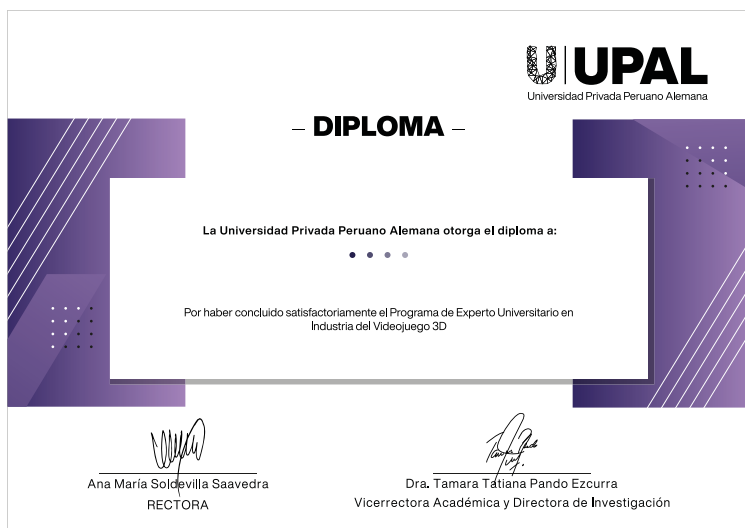 UPAL
Universidad Privada Peruano Alemana
– DIPLOMA –
La Universidad Privada Peruano Alemana otorga el diploma a:
Por haber concluido satisfactoriamente el Programa de Experto Universitario en
Industria del Videojuego 3D
Ana María Soldevilla Saavedra
RECTORA
Dra. Tamara Tatiana Pando Ezcurra
Vicerrectora Académica y Directora de Investigación